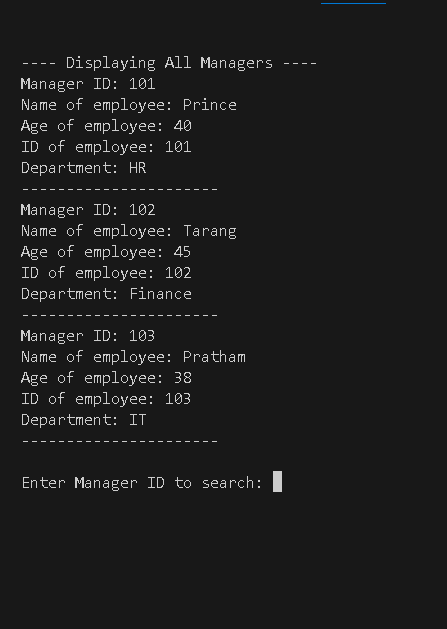 ---- Displaying All Managers ----
Manager ID: 101
Name of employee: Prince
Age of employee: 40
ID of employee: 101
Department: HR
----------------------
Manager ID: 102
Name of employee: Tarang
Age of employee: 45
ID of employee: 102
Department: Finance
----------------------
Manager ID: 103
Name of employee: Pratham
Age of employee: 38
ID of employee: 103
Department: IT
----------------------
Enter Manager ID to search: